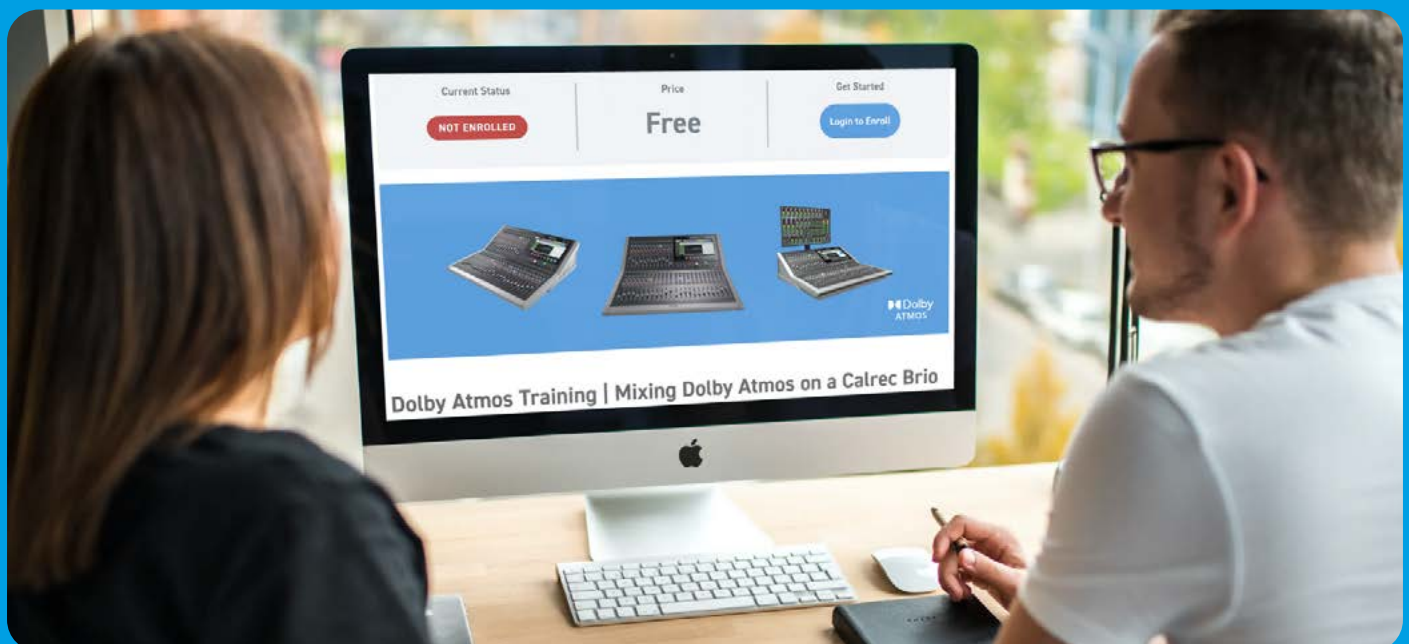 Current Status
NOT ENROLLED
Price
Free
Get Started
Login to Enroll
Dolby
ATMOS
Dolby Atmos Training | Mixing Dolby Atmos on a Calrec Brio